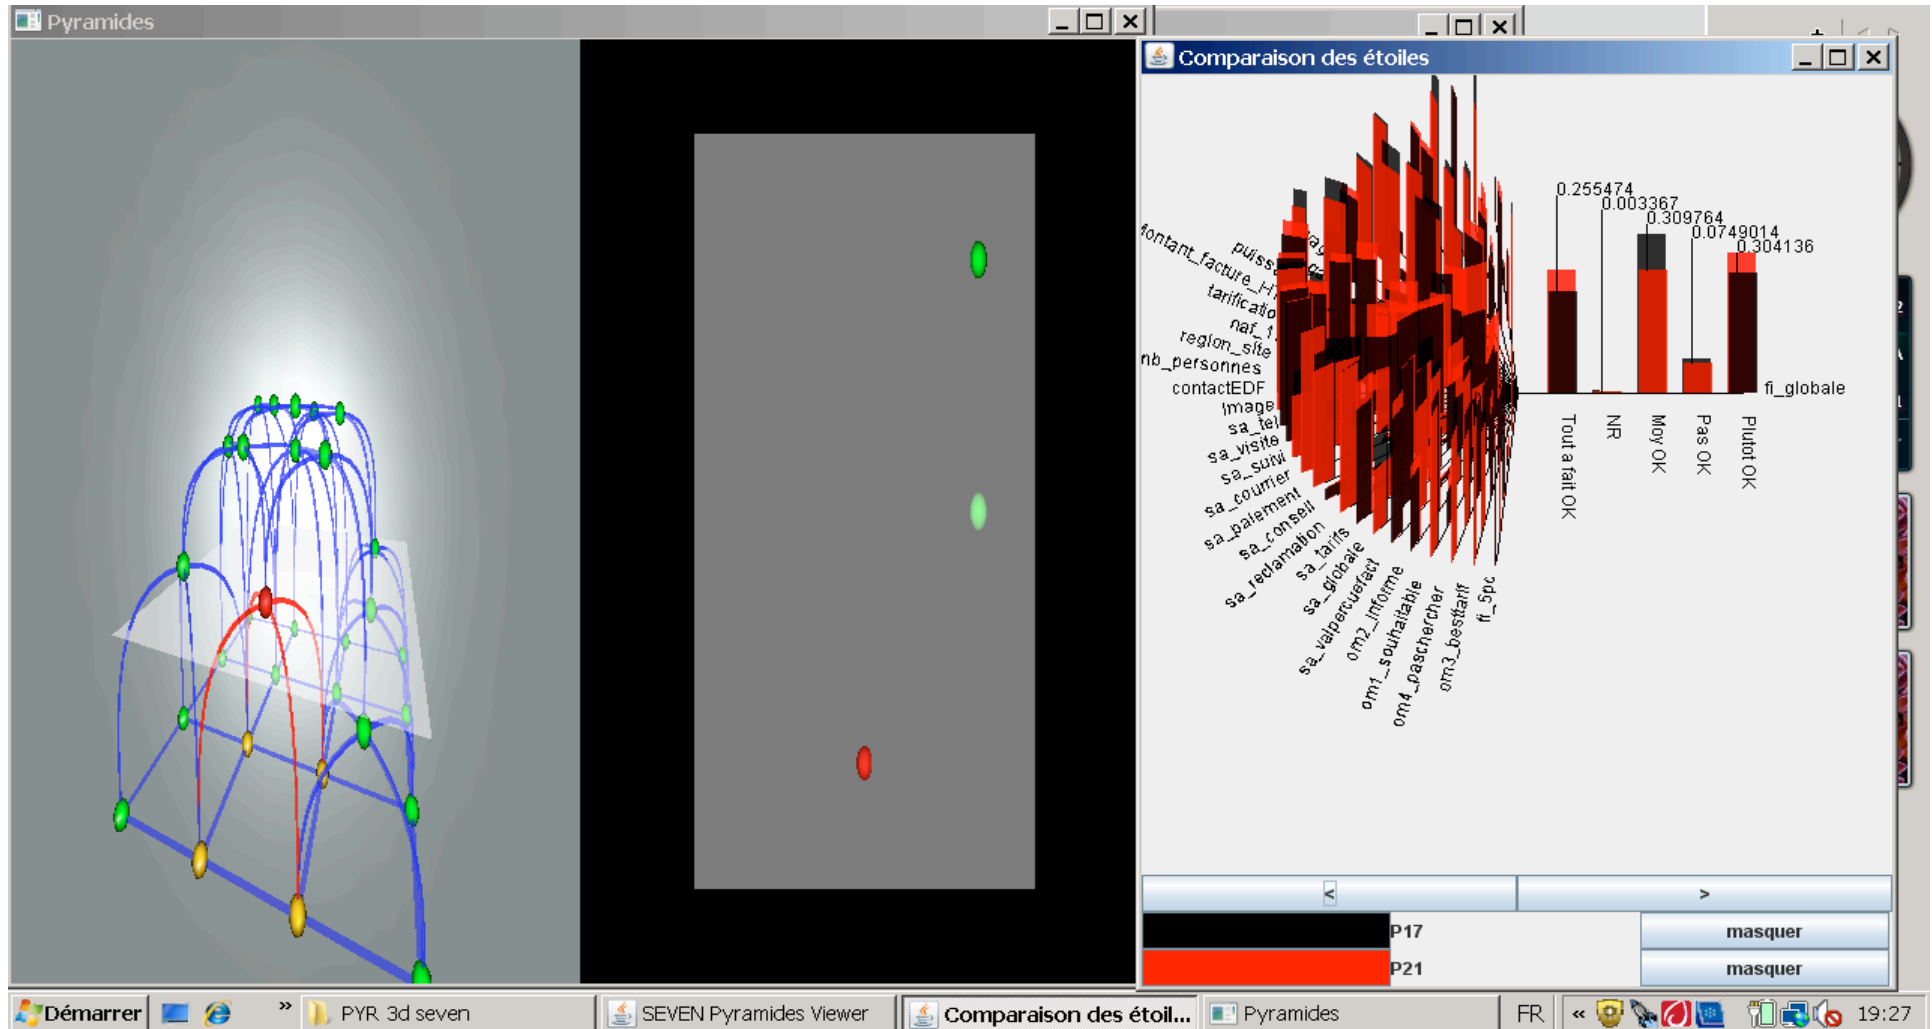 Pyramides
Comparaison des étoiles
0.255474
0.003367
0.309764
0.0749014
0.304136
puiss
tarificatio
naf_1
region_site
nb_personnes
contactEDF
image
sa_tel
sa_visite
sa_suivi
sa_courrier
sa_paiement
sa_conseil
sa_reclamation
sa_tarifs
sa_globale
sa_valpercuefact
om2_informe
om1_souhaitable
om4_paschercher
om3_besttarif
fi_5pc
fi_globale
Tout a fait OK
NR
Moy OK
Pas OK
Plutot OK
< >
P17 masquer
P21 masquer
Démarrer » PYR 3d seven SEVEN Pyramides Viewer Comparaison des étoil... Pyramides FR « 19:27